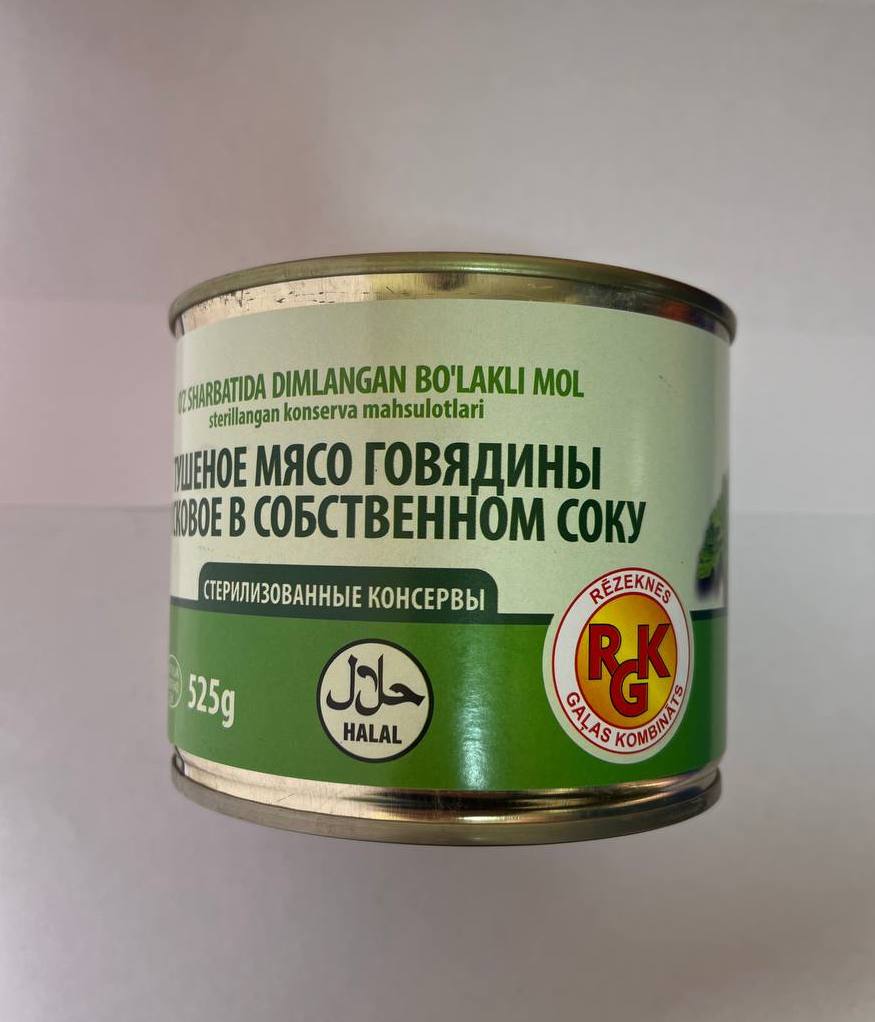 SHARBATIDA DIMLANGAN BO'LAKLI MOL
sterillangan konserva mahsulotlari
ТУШЕНОЕ МЯСО ГОВЯДИНЫ
В СОБСТВЕННОМ СОКУ
СТЕРИЛИЗОВАННЫЕ КОНСЕРВЫ
RĒZEKNES
RGK
GAĻAS KOMBINĀTS
525g
حلال
HALAL